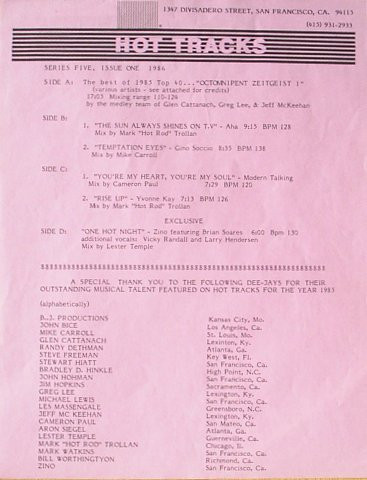 1347 DIVISADERO STREET, SAN FRANCISCO, CA. 94115
(415) 931-2933
HOT TRACKS
SERIES FIVE, ISSUE ONE 1986
SIDE A: The best of 1985 Top 40..."OCTOMNIPENT ZEITGEIST I"
(various artists - see attached for credits)
17:03 Mixing range 110-126
by the medley team of Glen Cattanach, Greg Lee, & Jeff McKeehan
SIDE B:
1. "THE SUN ALWAYS SHINES ON T.V" - Aha 9:15 BPM 128
Mix by Mark "Hot Rod" Trollan
2. "TEMPTATION EYES" - Gino Soccio 8:35 BPM 138
Mix by Mike Carroll
SIDE C:
1. "YOU'RE MY HEART, YOU'RE MY SOUL" - Modern Talking
Mix by Cameron Paul 7:29 BPM 120
2. "RISE UP" - Yvonne Kay 7:13 BPM 126
Mix by Mark "Hot Rod" Trollan
EXCLUSIVE
SIDE D: "ONE HOT NIGHT" - Zino featuring Brian Soares 6:00 Bpm 130
additional vocals: Vicky Randall and Larry Hendersen
Mix by Lester Temple
A SPECIAL THANK YOU TO THE FOLLOWING DEE-JAYS FOR THEIR
OUTSTANDING MUSICAL TALENT FEATURED ON HOT TRACKS FOR THE YEAR 1985
(alphabetically)
B.J. PRODUCTIONS Kansas City, Mo.
JOHN BICE Los Angeles, Ca.
MIKE CARROLL St. Louis, Mo.
GLEN CATTANACH Lexinton, Ky.
RANDY DETHMAN Atlanta, Ga.
STEVE FREEMAN Key West, Fl.
STEWART HIATT San Francisco, Ca.
BRADLEY D. HINKLE High Point, N.C.
JOHN HOHMAN San Francisco, Ca.
JIM HOPKINS Sacramento, Ca.
GREG LEE Lexington, Ky.
MICHAEL LEWIS San Francisco, Ca.
LES MASSENGALE Greensboro, N.C.
JEFF MC KEEHAN Lexington, Ky.
CAMERON PAUL San Mateo, Ca.
ARON SIEGEL Atlanta, Ga.
LESTER TEMPLE Guerneville, Ca.
MARK "HOT ROD" TROLLAN Chicago, Il.
MARK WATKINS San Francisco, Ca.
BILL WORTHINGTYON Richmond, Ca.
ZINO San Francisco, Ca.